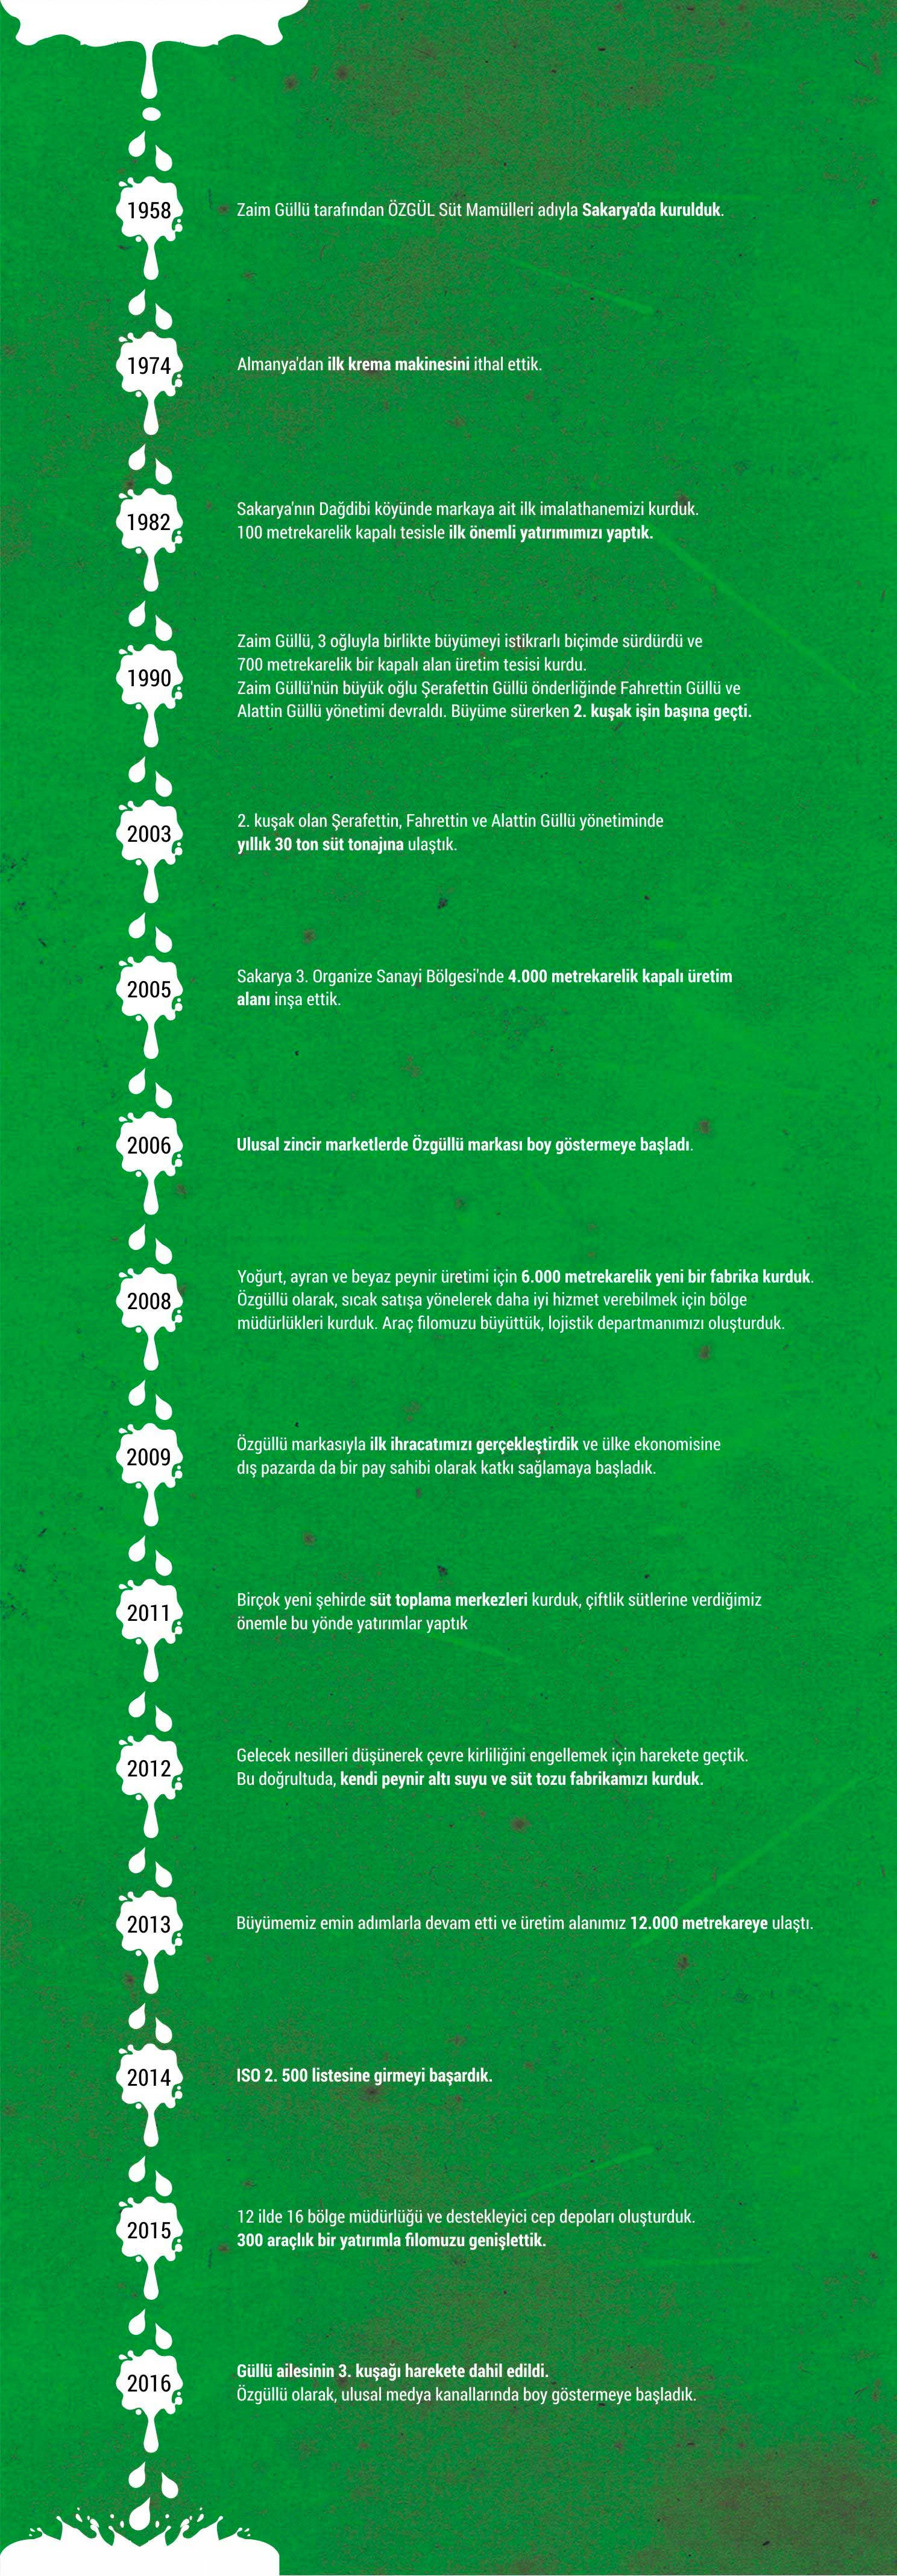 1958
Zaim Güllü tarafından ÖZGÜL Süt Mamülleri adıyla Sakarya'da kurulduk.
1974
Almanya'dan ilk krema makinesini ithal ettik.
1982
Sakarya'nın Dağdibi köyünde markaya ait ilk imalathanemizi kurduk.
100 metrekarelik kapalı tesisle ilk önemli yatırımımızı yaptık.
1990
Zaim Güllü, 3 oğluyla birlikte büyümeyi istikrarlı biçimde sürdürdü ve
700 metrekarelik bir kapalı alan üretim tesisi kurdu.
Zaim Güllü'nün büyük oğlu Şerafettin Güllü önderliğinde Fahrettin Güllü ve
Alattin Güllü yönetimi devraldı. Büyüme sürerken 2. kuşak işin başına geçti.
2003
2. kuşak olan Şerafettin, Fahrettin ve Alattin Güllü yönetiminde
yıllık 30 ton süt tonajına ulaştık.
2005
Sakarya 3. Organize Sanayi Bölgesi'nde 4.000 metrekarelik kapalı üretim
alanı inşa ettik.
2006
Ulusal zincir marketlerde Özgüllü markası boy göstermeye başladı.
2008
Yoğurt, ayran ve beyaz peynir üretimi için 6.000 metrekarelik yeni bir fabrika kurduk.
Özgüllü olarak, sıcak satışa yönelerek daha iyi hizmet verebilmek için bölge
müdürlükleri kurduk. Araç filomuzu büyüttük, lojistik departmanımızı oluşturduk.
2009
Özgüllü markasıyla ilk ihracatımızı gerçekleştirdik ve ülke ekonomisine
dış pazarda da bir pay sahibi olarak katkı sağlamaya başladık.
2011
Birçok yeni şehirde süt toplama merkezleri kurduk, çiftlik sütlerine verdiğimiz
önemle bu yönde yatırımlar yaptık
2012
Gelecek nesilleri düşünerek çevre kirliliğini engellemek için harekete geçtik.
Bu doğrultuda, kendi peynir altı suyu ve süt tozu fabrikamızı kurduk.
2013
Büyümemiz emin adımlarla devam etti ve üretim alanımız 12.000 metrekareye ulaştı.
2014
ISO 2. 500 listesine girmeyi başardık.
2015
12 ilde 16 bölge müdürlüğü ve destekleyici cep depoları oluşturduk.
300 araçlık bir yatırımla filomuzu genişlettik.
2016
Güllü ailesinin 3. kuşağı harekete dahil edildi.
Özgüllü olarak, ulusal medya kanallarında boy göstermeye başladık.